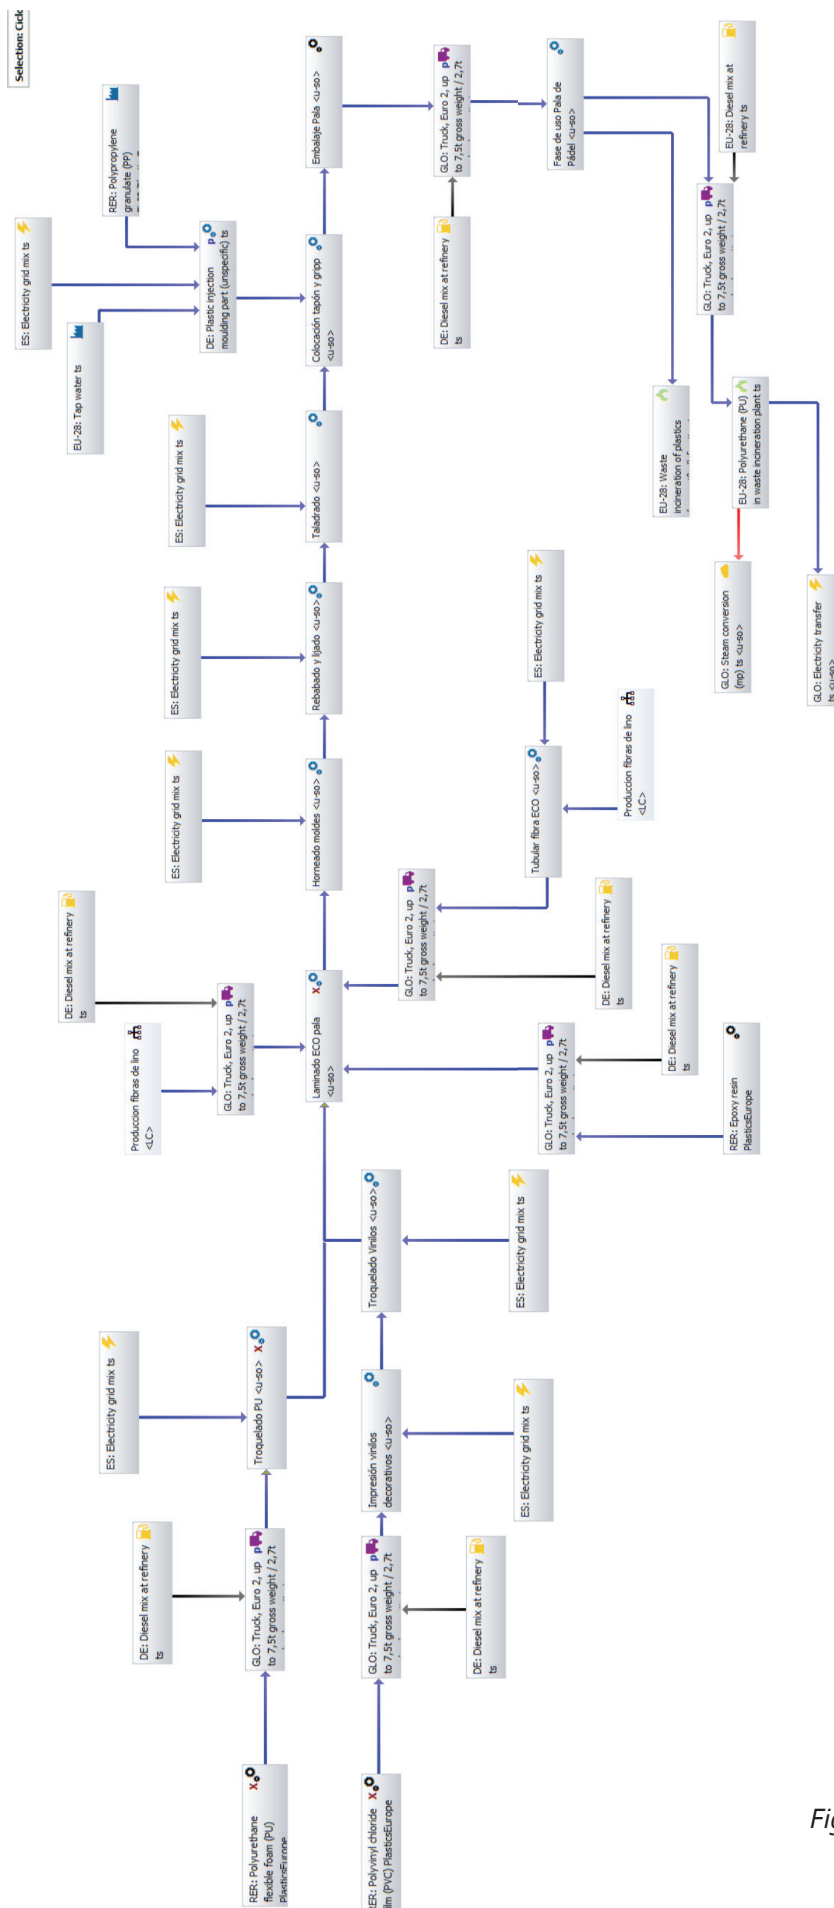 Selection: Cicl
RER: Polyurethane
flexible foam (PU)
PlasticsEurope
RER: Polyvinyl chloride
film (PVC) PlasticsEurope
DE: Diesel mix at refinery
ts
GLO: Truck, Euro 2, up
to 7,5t gross weight / 2,7t
GLO: Truck, Euro 2, up
to 7,5t gross weight / 2,7t
DE: Diesel mix at refinery
ts
ES: Electricity grid mix ts
Troquelado PU <u-so>
Impresión vinilos
decorativos <u-so>
ES: Electricity grid mix ts
Troquelado Vinilos <u-so>
ES: Electricity grid mix ts
Produccion fibras de lino
<LC>
DE: Diesel mix at refinery
ts
GLO: Truck, Euro 2, up
to 7,5t gross weight / 2,7t
Laminado ECO pala
<u-so>
GLO: Truck, Euro 2, up
to 7,5t gross weight / 2,7t
DE: Diesel mix at refinery
ts
RER: Epoxy resin
PlasticsEurope
GLO: Truck, Euro 2, up
to 7,5t gross weight / 2,7t
DE: Diesel mix at refinery
ts
ES: Electricity grid mix ts
Horneado moldes <u-so>
Tubular fibra ECO <u-so>
Produccion fibras de lino
<LC>
ES: Electricity grid mix ts
ES: Electricity grid mix ts
Rebabado y lijado <u-so>
ES: Electricity grid mix ts
Taladrado <u-so>
EU-28: Tap water ts
ES: Electricity grid mix ts
RER: Polypropylene
granulate (PP)
DE: Plastic injection
moulding part (unspecific) ts
Colocación tapón y gripp
<u-so>
Embalaje Pala <u-so>
DE: Diesel mix at refinery
ts
GLO: Truck, Euro 2, up
to 7,5t gross weight / 2,7t
Fase de uso Pala de
Pádel <u-so>
EU-28: Diesel mix at
refinery ts
GLO: Truck, Euro 2, up
to 7,5t gross weight / 2,7t
EU-28: Waste
incineration of plastics
EU-28: Polyurethane (PU)
in waste incineration plant ts
GLO: Steam conversion
(mp) ts <u-so>
GLO: Electricity transfer
ts <u-so>
Fig